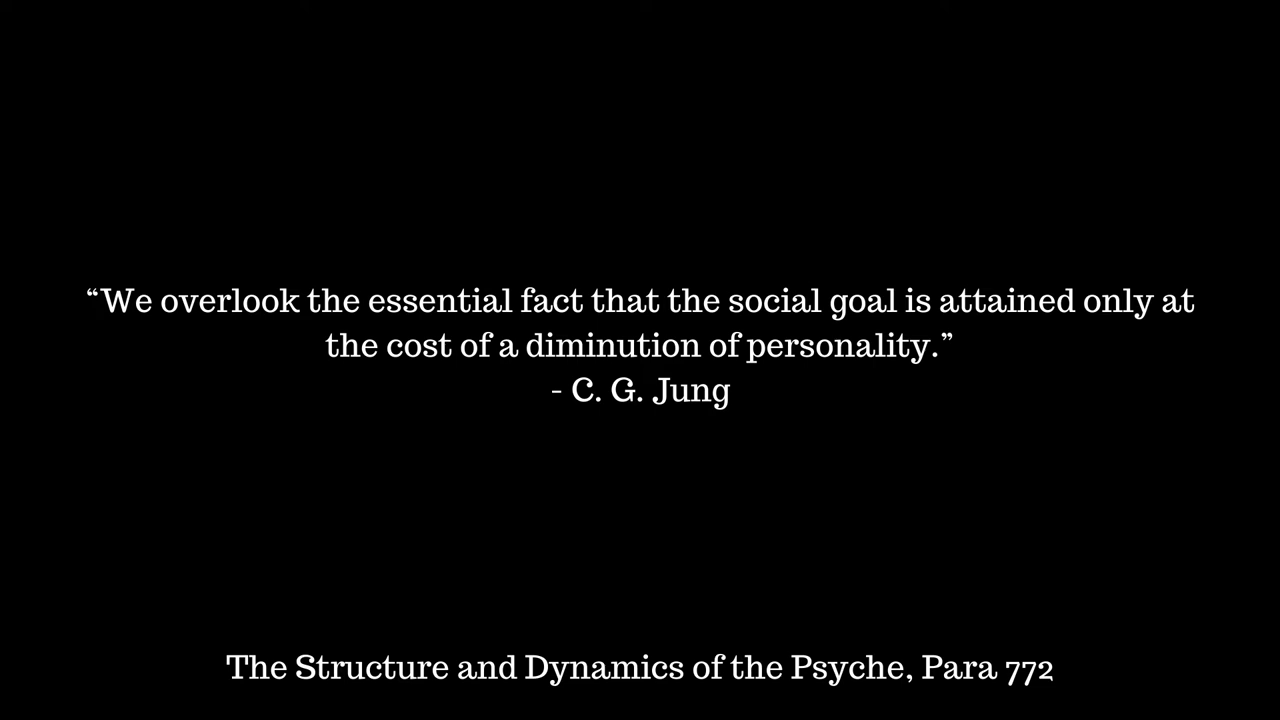 “We overlook the essential fact that the social goal is attained only at
the cost of a diminution of personality.”
- C. G. Jung
The Structure and Dynamics of the Psyche, Para 772